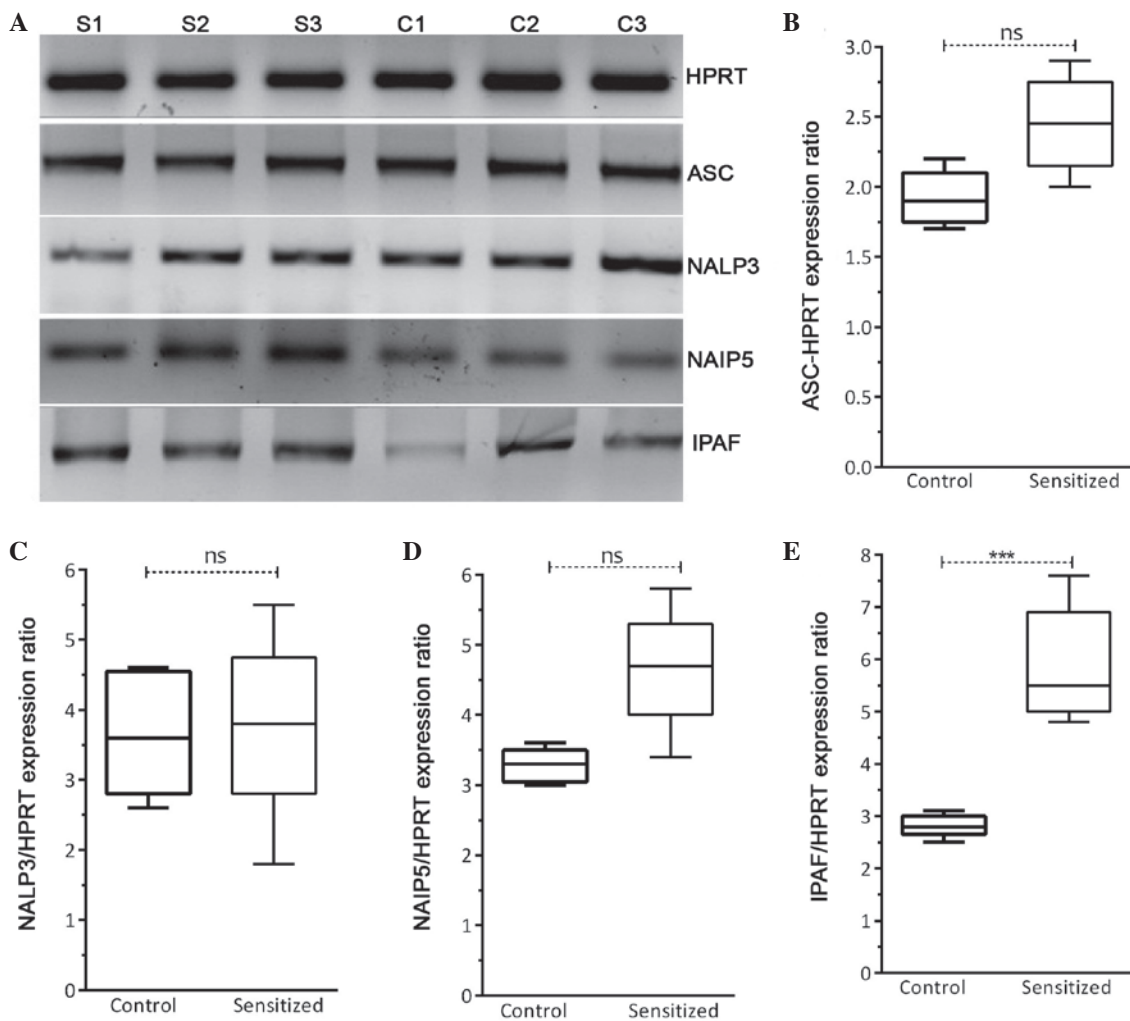 A
S1 S2 S3 C1 C2 C3
HPRT
ASC
NALP3
NAIP5
IPAF
B
ns
ASC-HPRT expression ratio
3.0
2.5
2.0
1.5
1.0
0.5
0.0
Control Sensitized
C
ns
NALP3/HPRT expression ratio
6
5
4
3
2
1
0
Control Sensitized
D
ns
NAIP5/HPRT expression ratio
6
5
4
3
2
1
0
Control Sensitized
E
***
IPAF/HPRT expression ratio
8
7
6
5
4
3
2
1
0
Control Sensitized